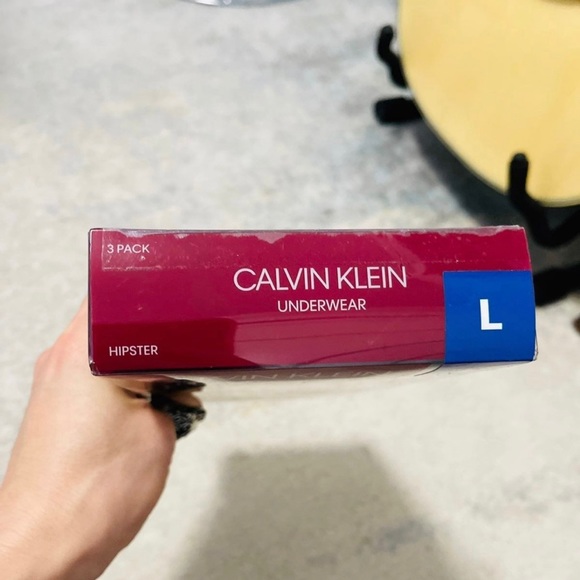 3 PACK
CALVIN KLEIN
UNDERWEAR
L
HIPSTER